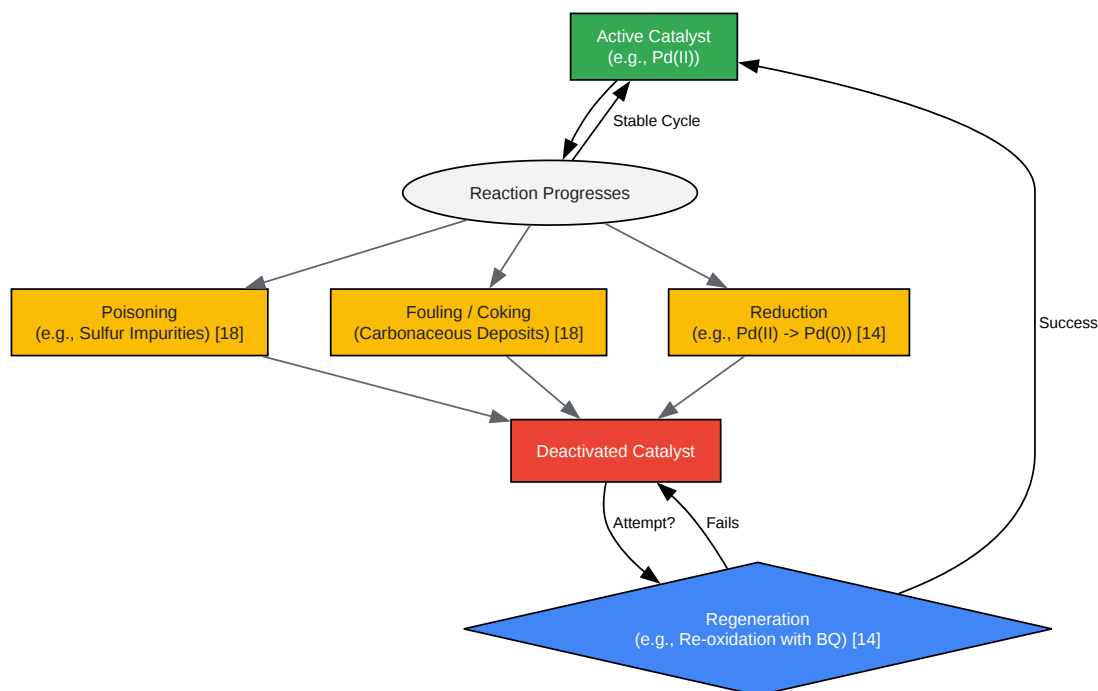 Active Catalyst
(e.g., Pd(II))
Stable Cycle
Reaction Progresses
Poisoning
(e.g., Sulfur Impurities) [18]
Fouling / Coking
(Carbonaceous Deposits) [18]
Reduction
(e.g., Pd(II) -> Pd(0)) [14]
Success
Deactivated Catalyst
Attempt?
Fails
Regeneration
(e.g., Re-oxidation with BQ) [14]